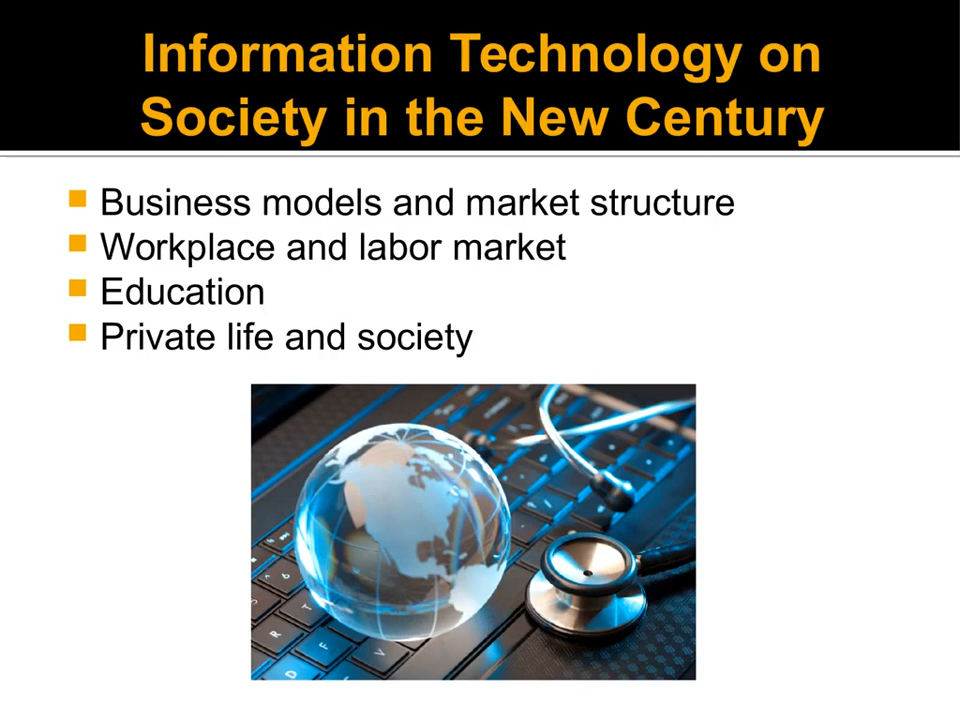 Information Technology on
Society in the New Century
Business models and market structure
Workplace and labor market
Education
Private life and society
R
T
F
V